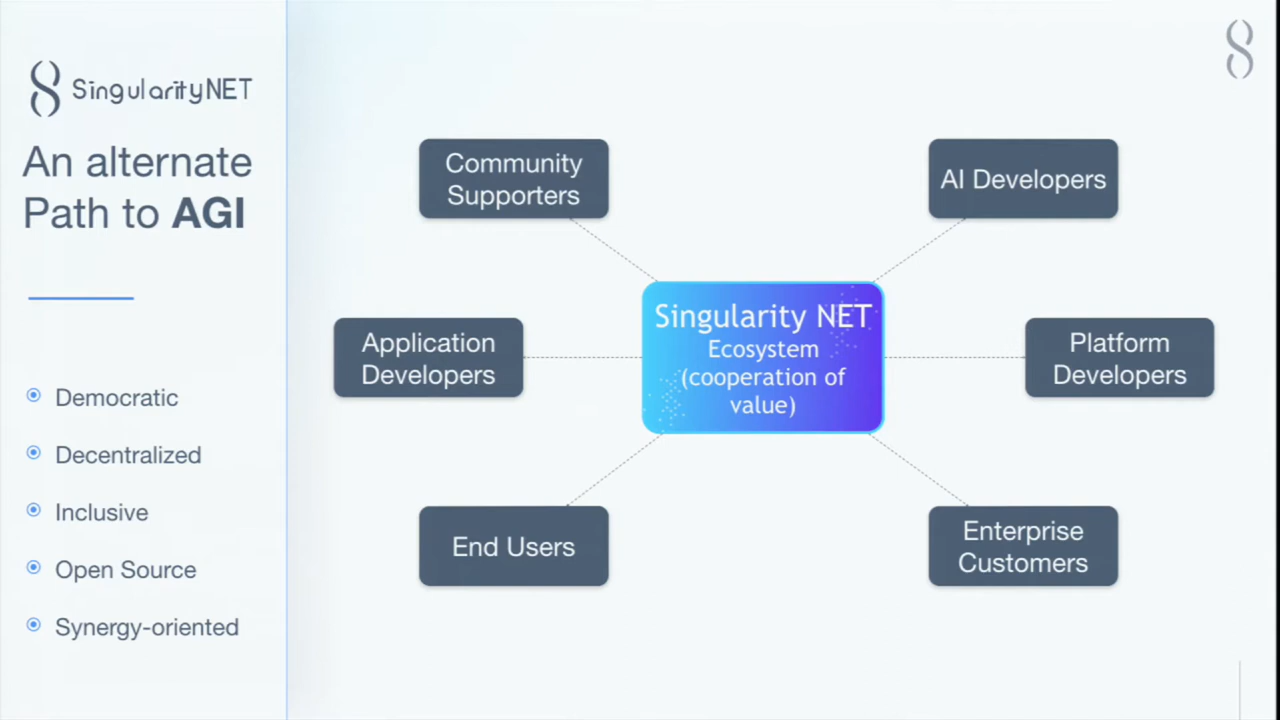 SingularityNET
An alternate
Path to AGI
Democratic
Decentralized
Inclusive
Open Source
Synergy-oriented
Community
Supporters
AI Developers
Application
Developers
Singularity NET
Ecosystem
(cooperation of
value)
Platform
Developers
End Users
Enterprise
Customers